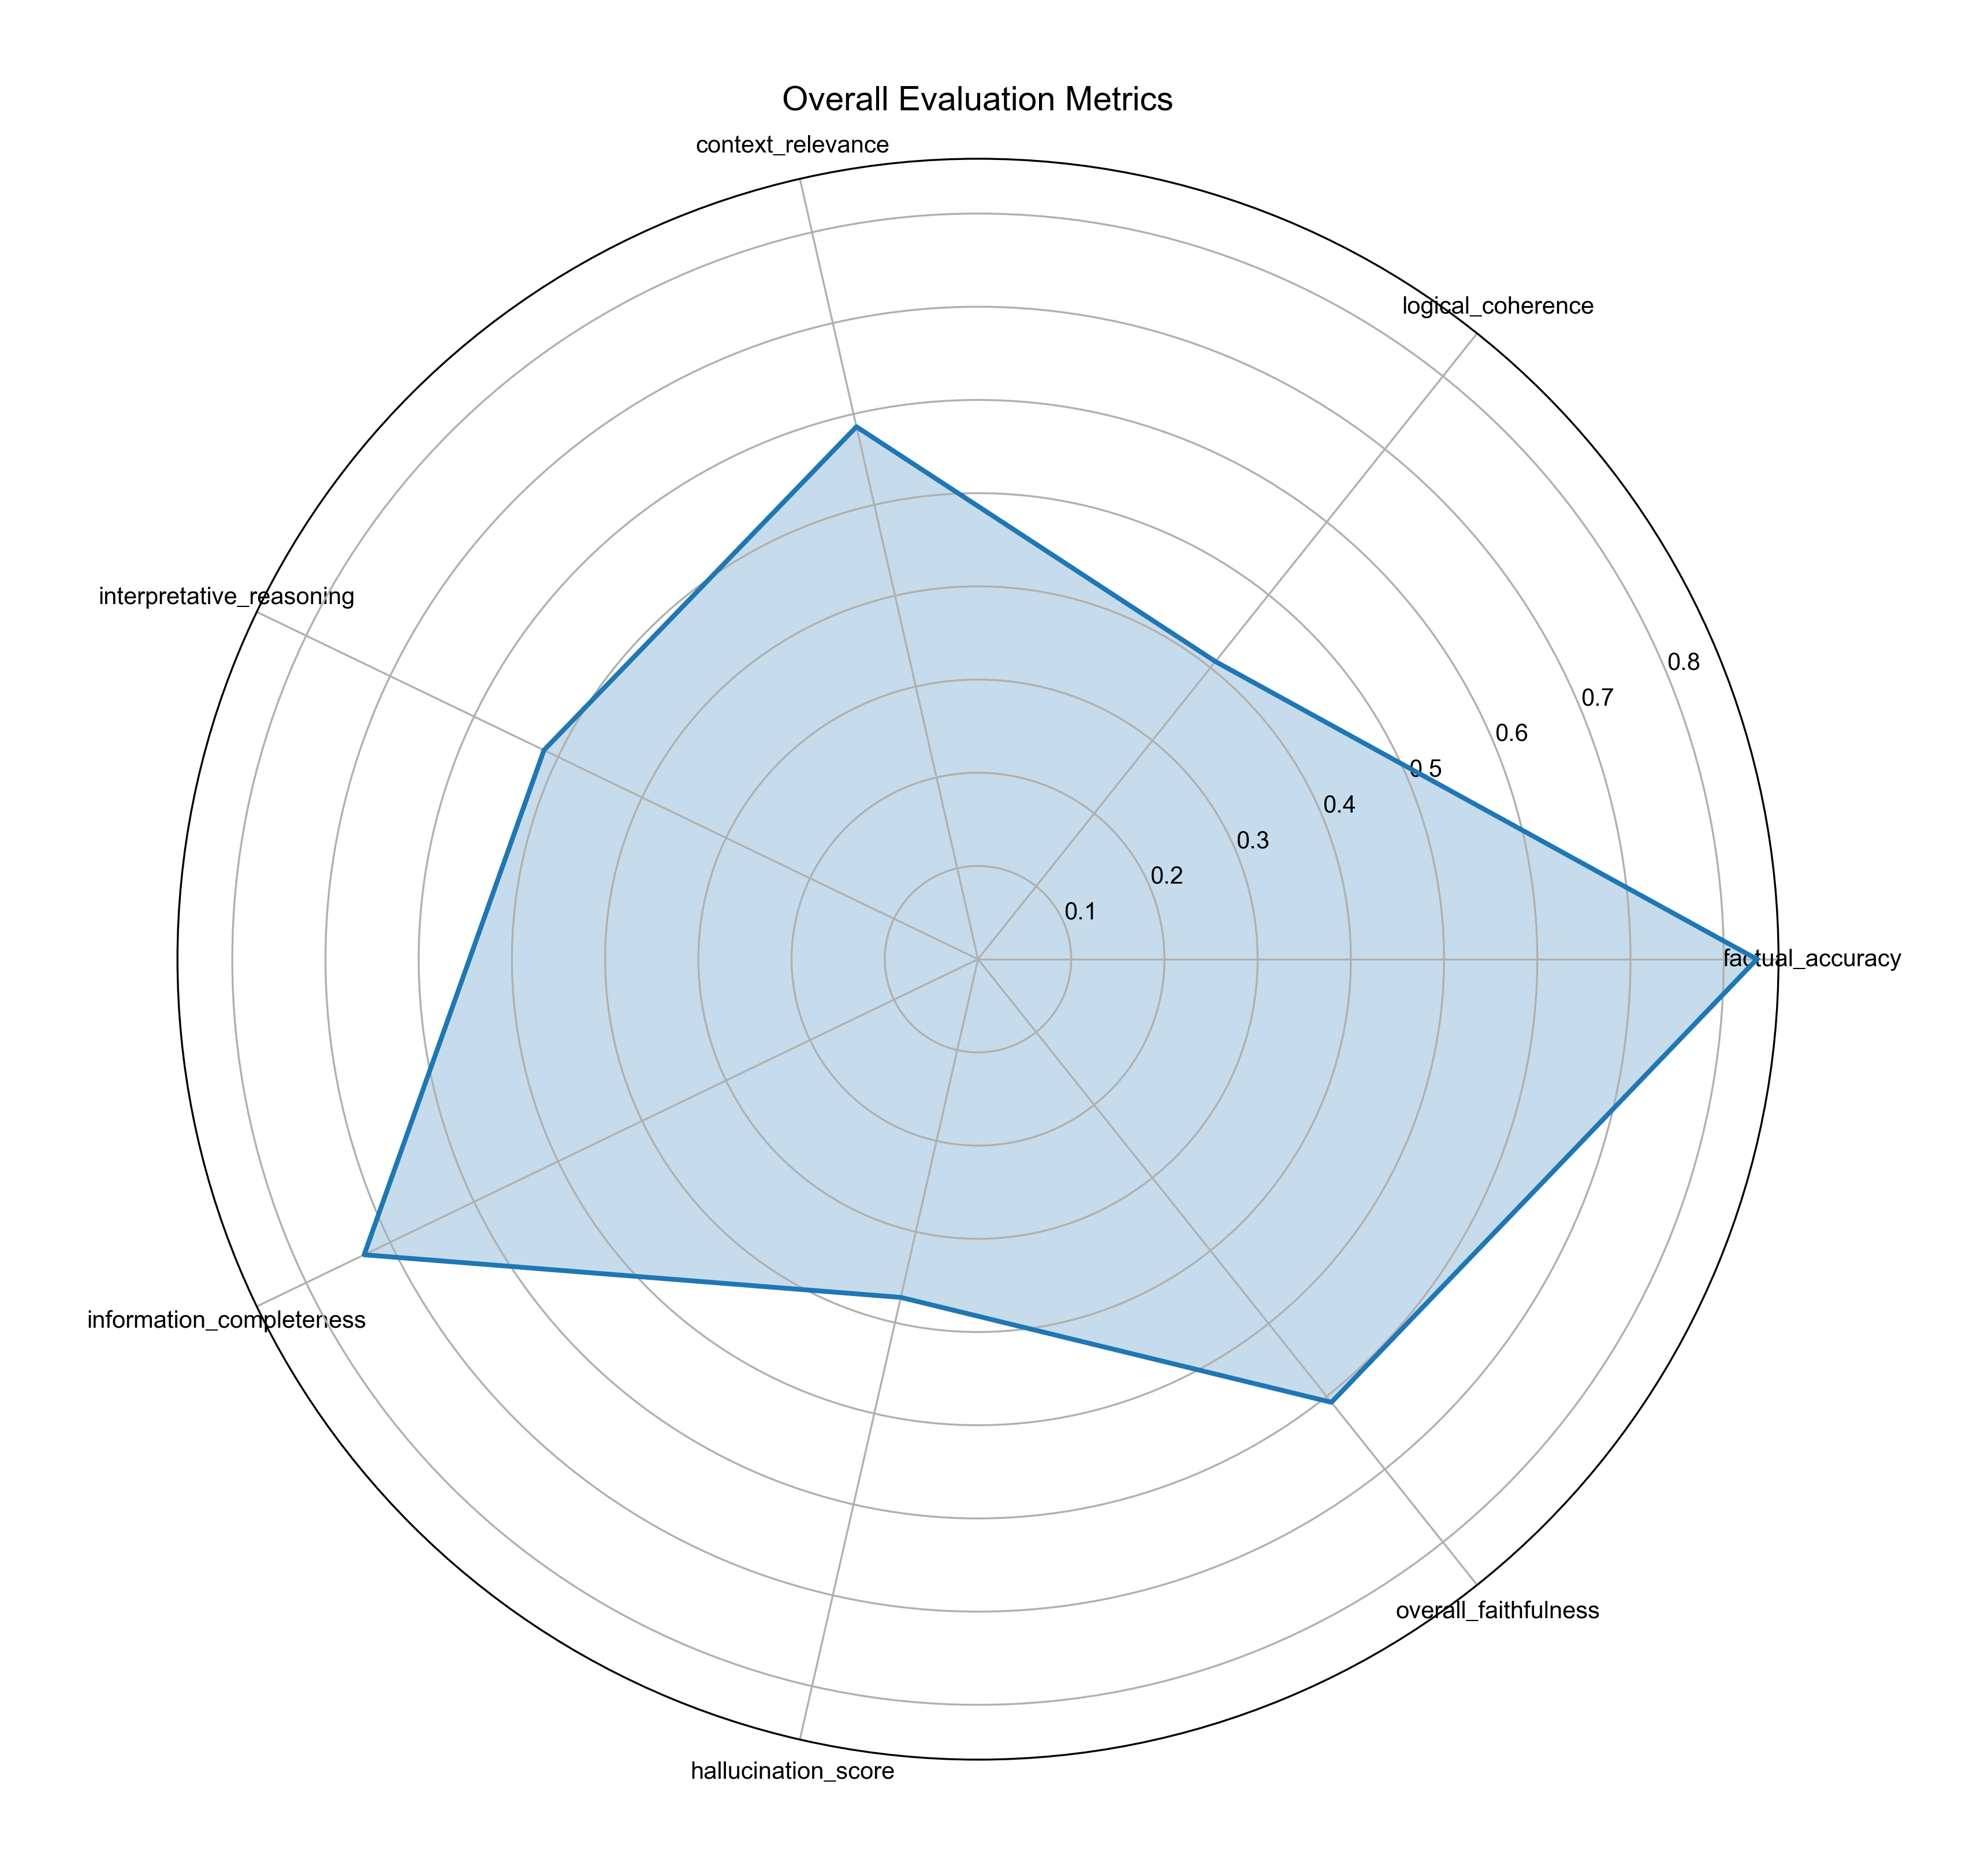 Overall Evaluation Metrics
context_relevance
logical_coherence
interpretative_reasoning
0.8
0.7
0.6
0.5
0.4
0.3
0.2
0.1
factual_accuracy
information_completeness
overall_faithfulness
hallucination_score